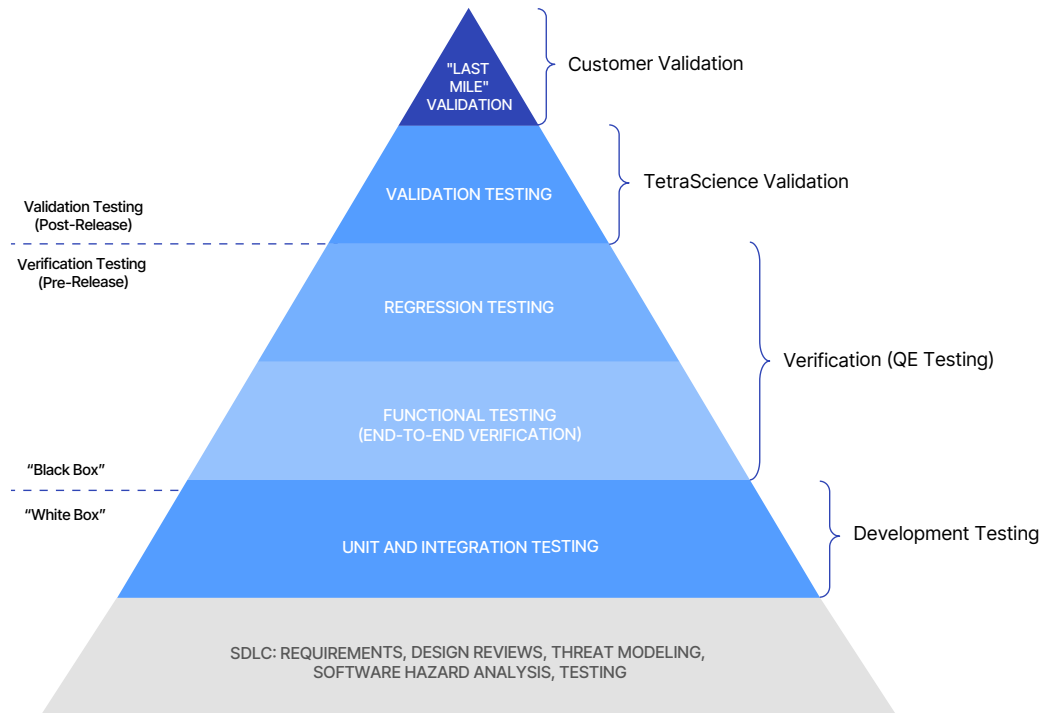 "LAST
MILE"
VALIDATION
Customer Validation
VALIDATION TESTING
TetraScience Validation
Validation Testing
(Post-Release)
Verification Testing
(Pre-Release)
REGRESSION TESTING
Verification (QE Testing)
FUNCTIONAL TESTING
(END-TO-END VERIFICATION)
“Black Box”
“White Box”
UNIT AND INTEGRATION TESTING
Development Testing
SDLC: REQUIREMENTS, DESIGN REVIEWS, THREAT MODELING,
SOFTWARE HAZARD ANALYSIS, TESTING